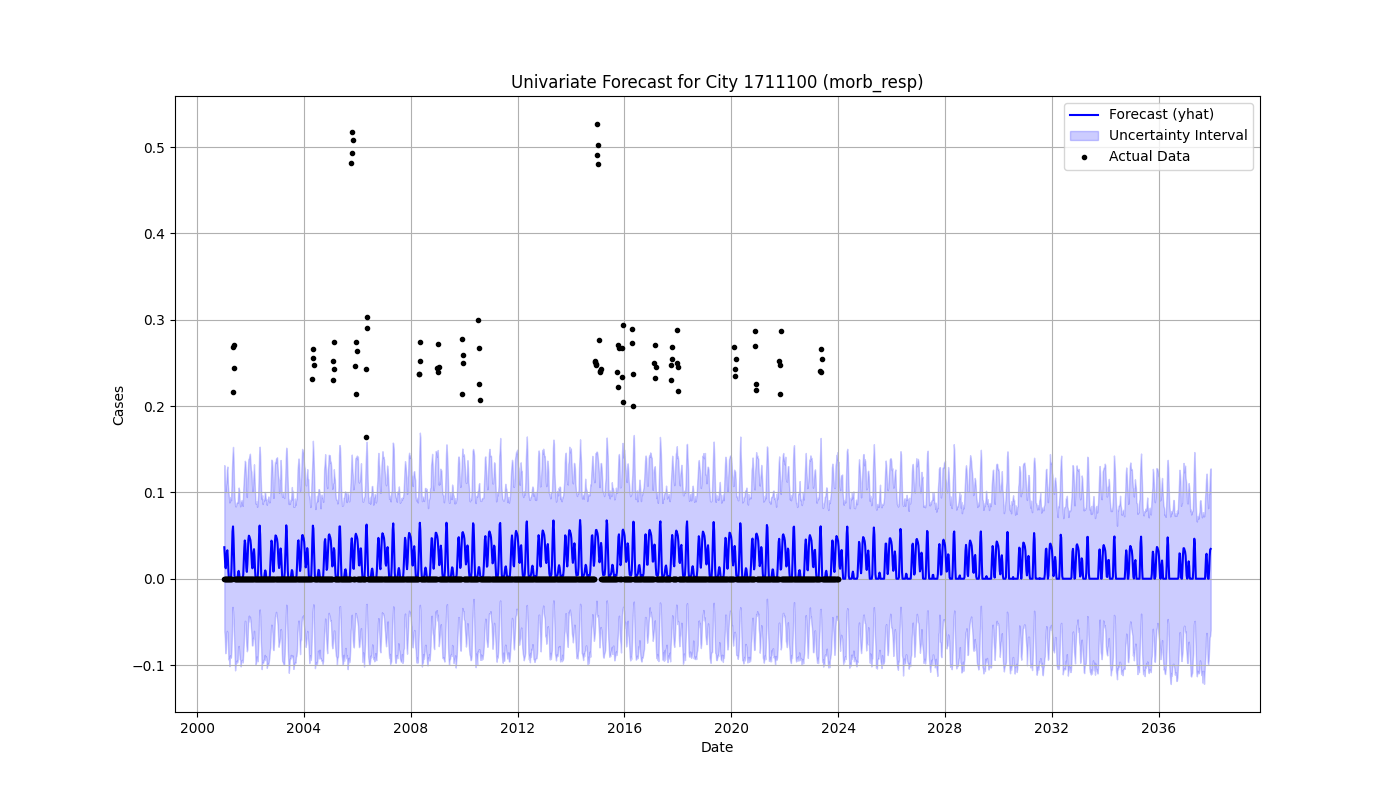 Univariate Forecast for City 1711100 (morb_resp)
Forecast (yhat)
Uncertainty Interval
Actual Data
Cases
0.5
0.4
0.3
0.2
0.1
0.0
−0.1
2000 2004 2008 2012 2016 2020 2024 2028 2032 2036
Date